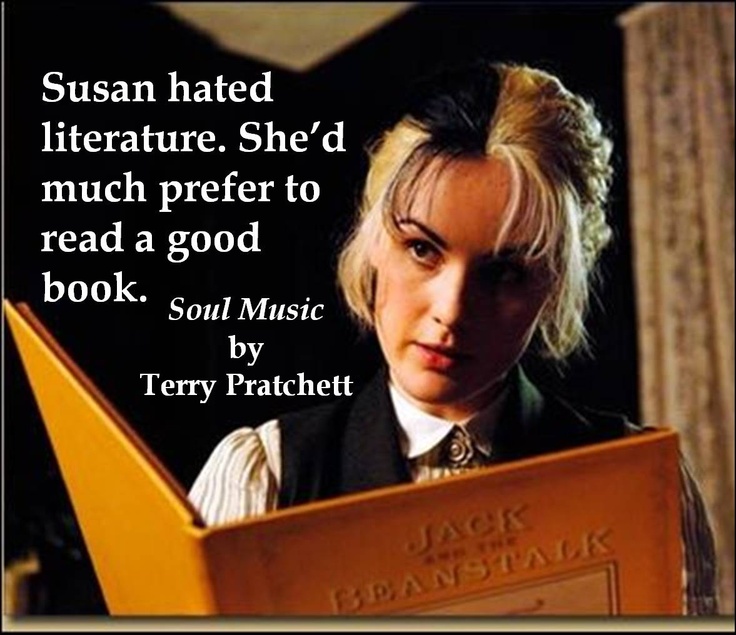 Susan hated
literature. She’d
much prefer to
read a good
book.
Soul Music
by
Terry Pratchett
JACK
AND THE
BEANSTALK